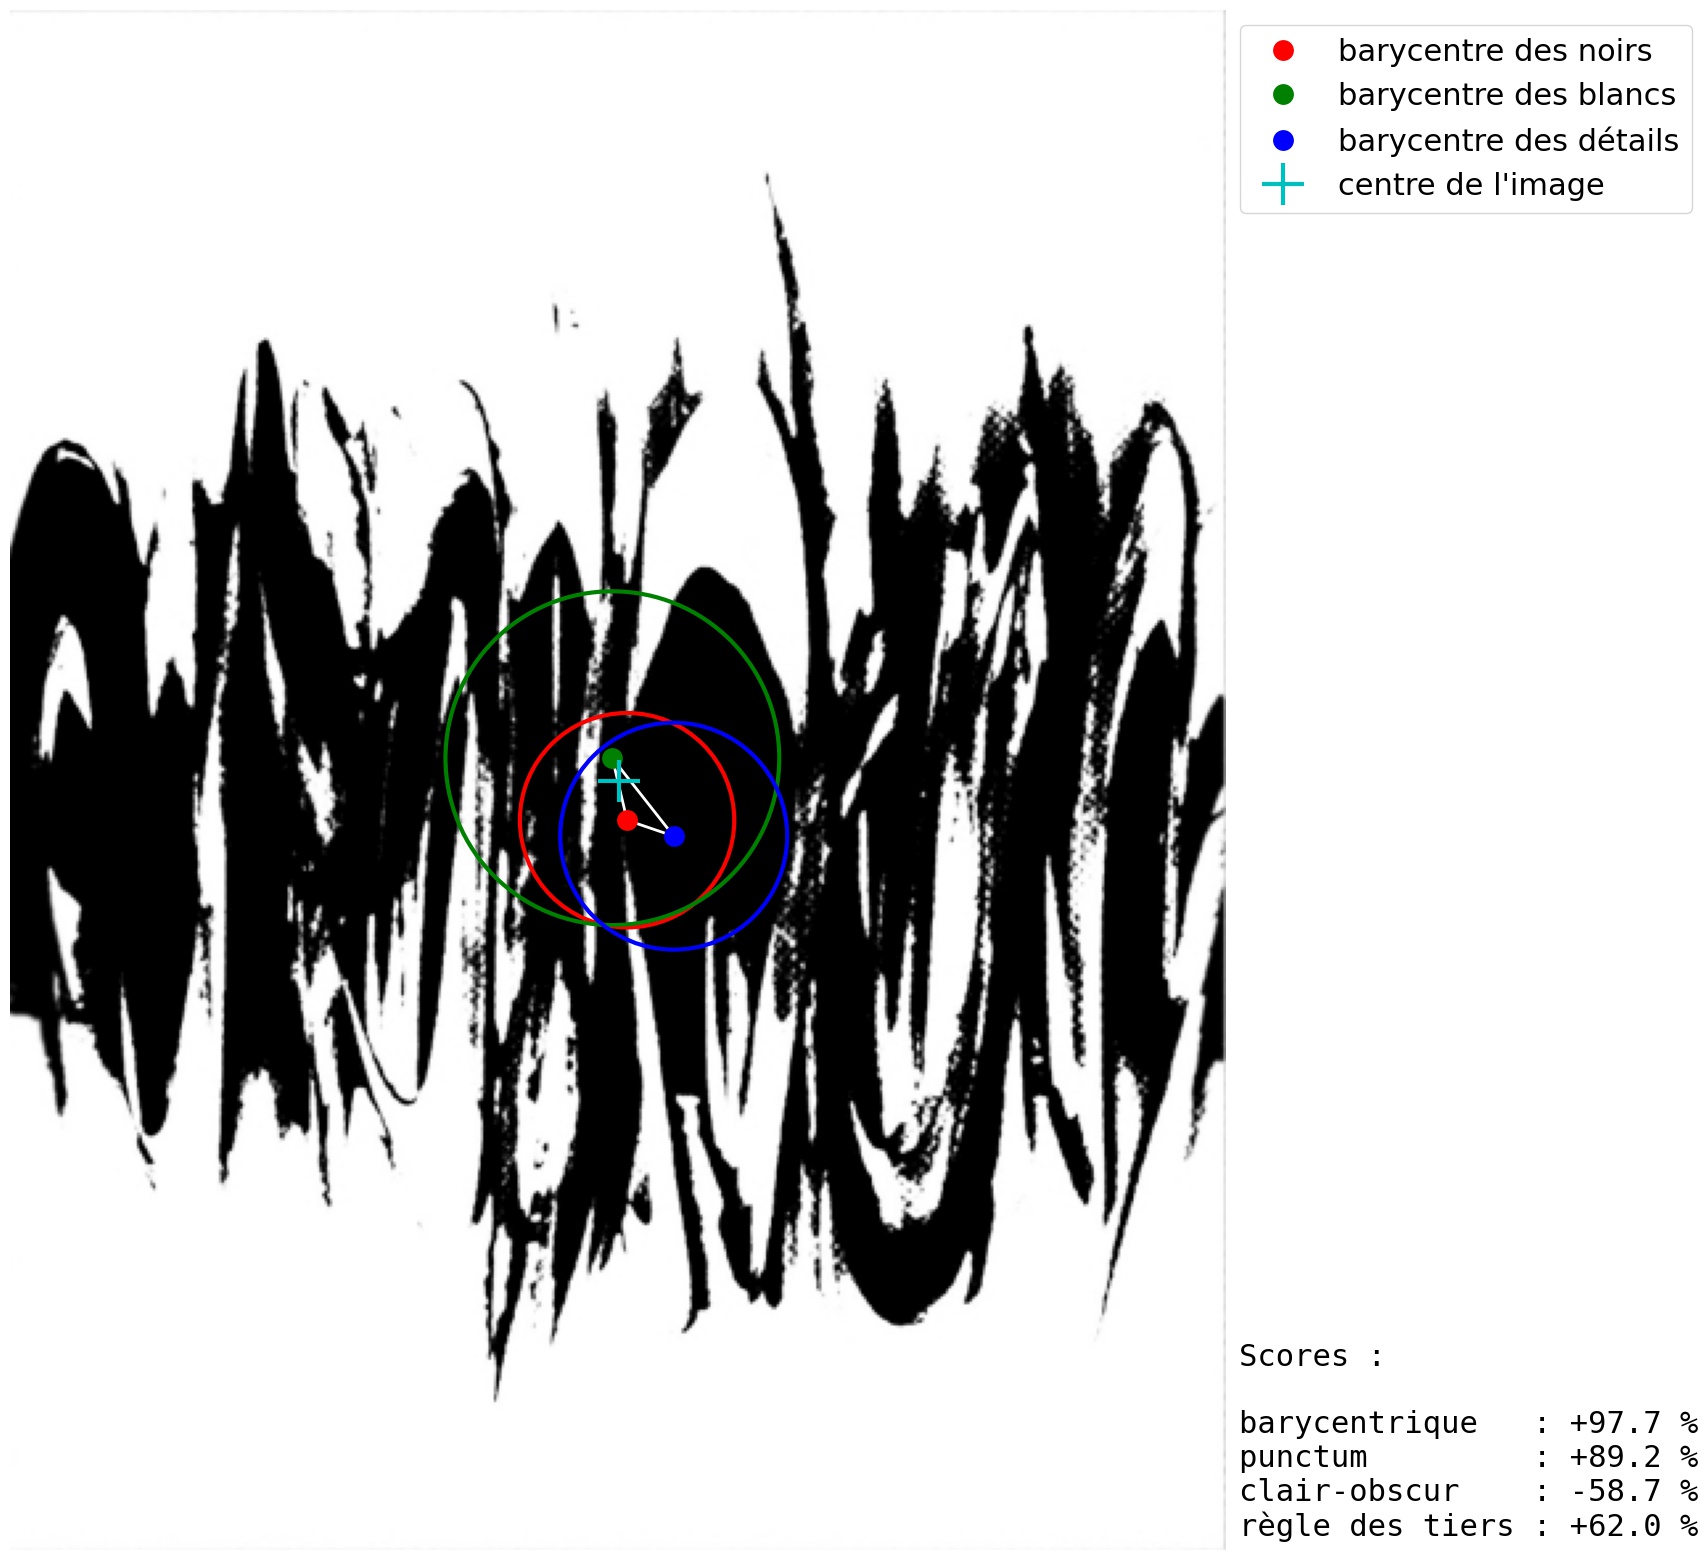 barycentre des noirs
barycentre des blancs
barycentre des détails
centre de l'image
Scores :
barycentrique : +97.7 %
punctum : +89.2 %
clair-obscur : -58.7 %
règle des tiers : +62.0 %